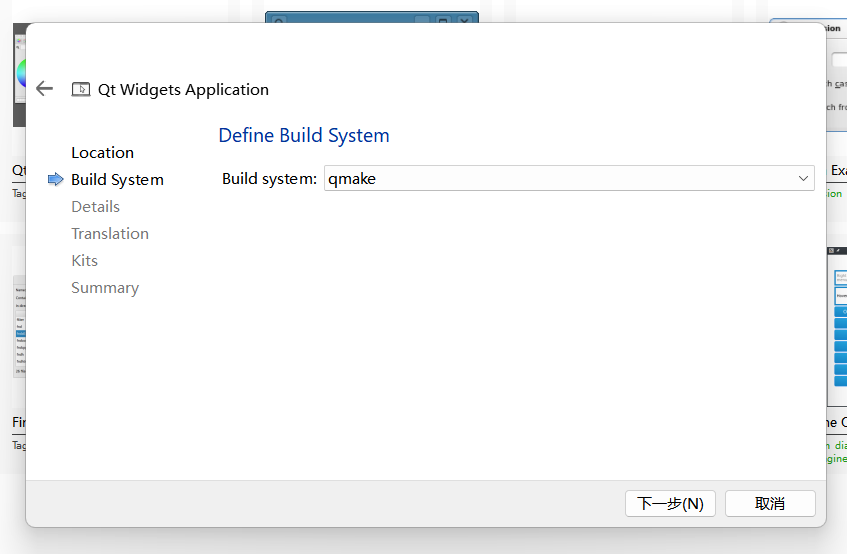 Qt Widgets Application
Define Build System
Location
Build System
Build system:
qmake
Details
Translation
Kits
Summary
下一步(N)
取消